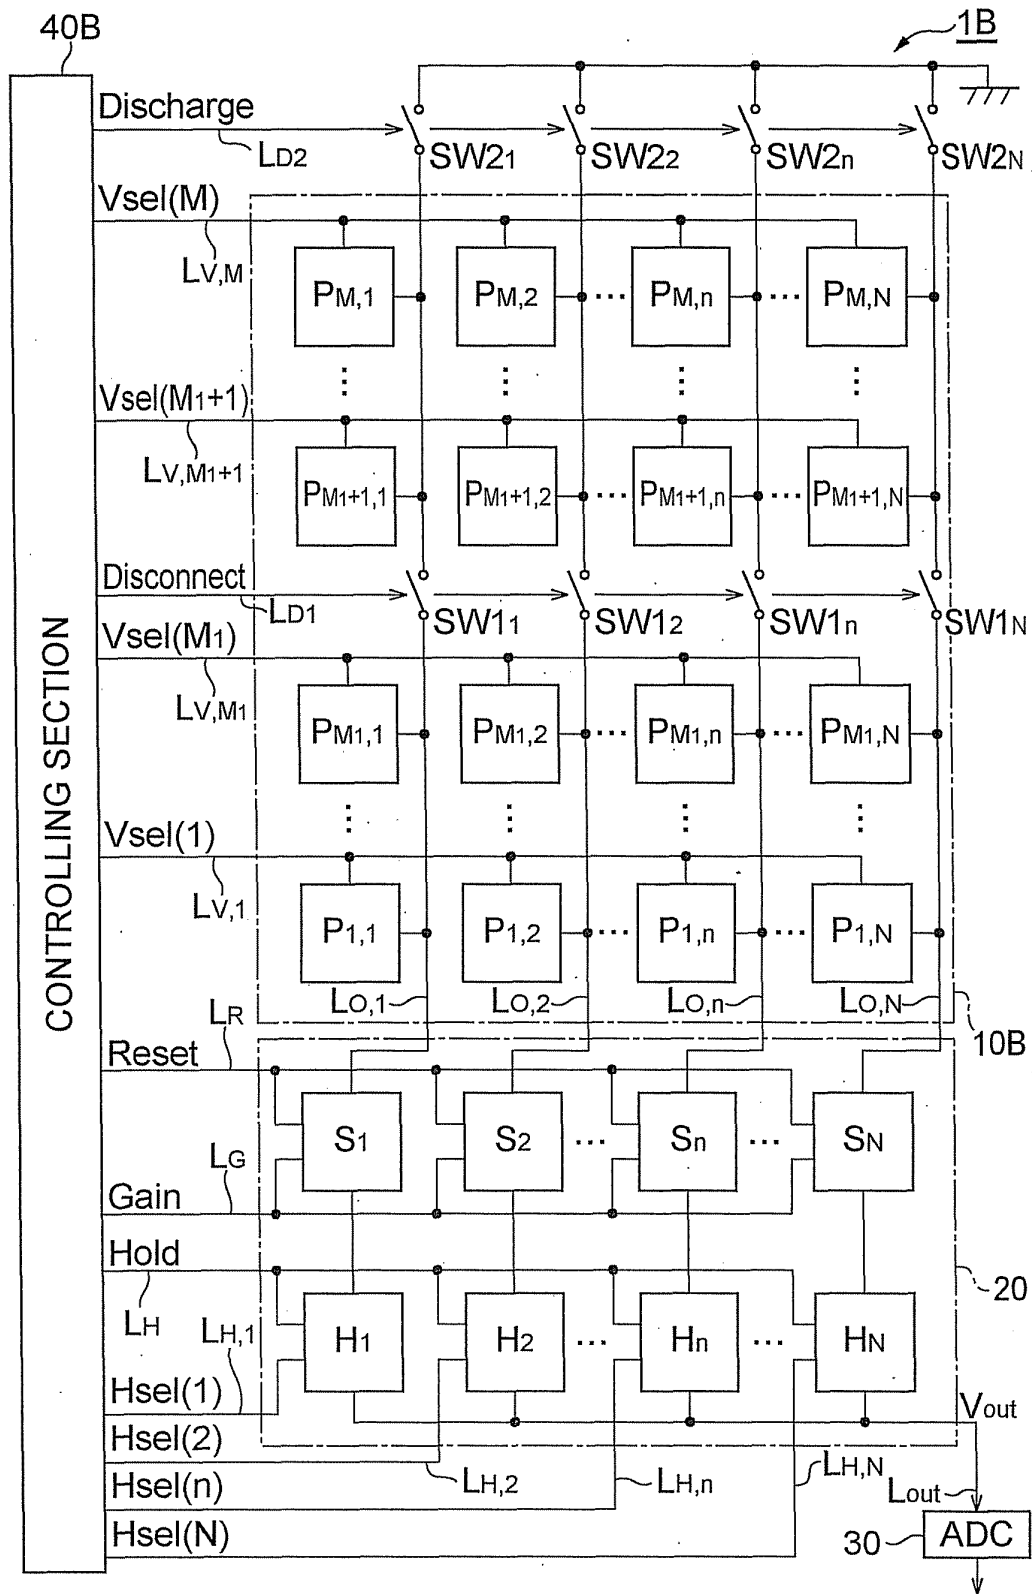 40B
1B
Discharge
LD2
SW21
SW22
SW2n
SW2N
Vsel(M)
LV,M
PM,1
PM,2
...
PM,n
...
PM,N
Vsel(M1+1)
LV,M1+1
PM1+1,1
PM1+1,2
...
PM1+1,n
...
PM1+1,N
Disconnect
LD1
SW11
SW12
SW1n
SW1N
Vsel(M1)
LV,M1
PM1,1
PM1,2
...
PM1,n
...
PM1,N
Vsel(1)
LV,1
P1,1
P1,2
...
P1,n
...
P1,N
LO,1
LO,2
LO,n
LO,N
10B
CONTROLLING SECTION
LR
Reset
S1
S2
...
Sn
...
SN
LG
Gain
Hold
LH
LH,1
H1
H2
...
Hn
...
HN
20
Hsel(1)
Hsel(2)
Hsel(n)
Hsel(N)
LH,2
LH,n
LH,N
Vout
Lout
30
ADC